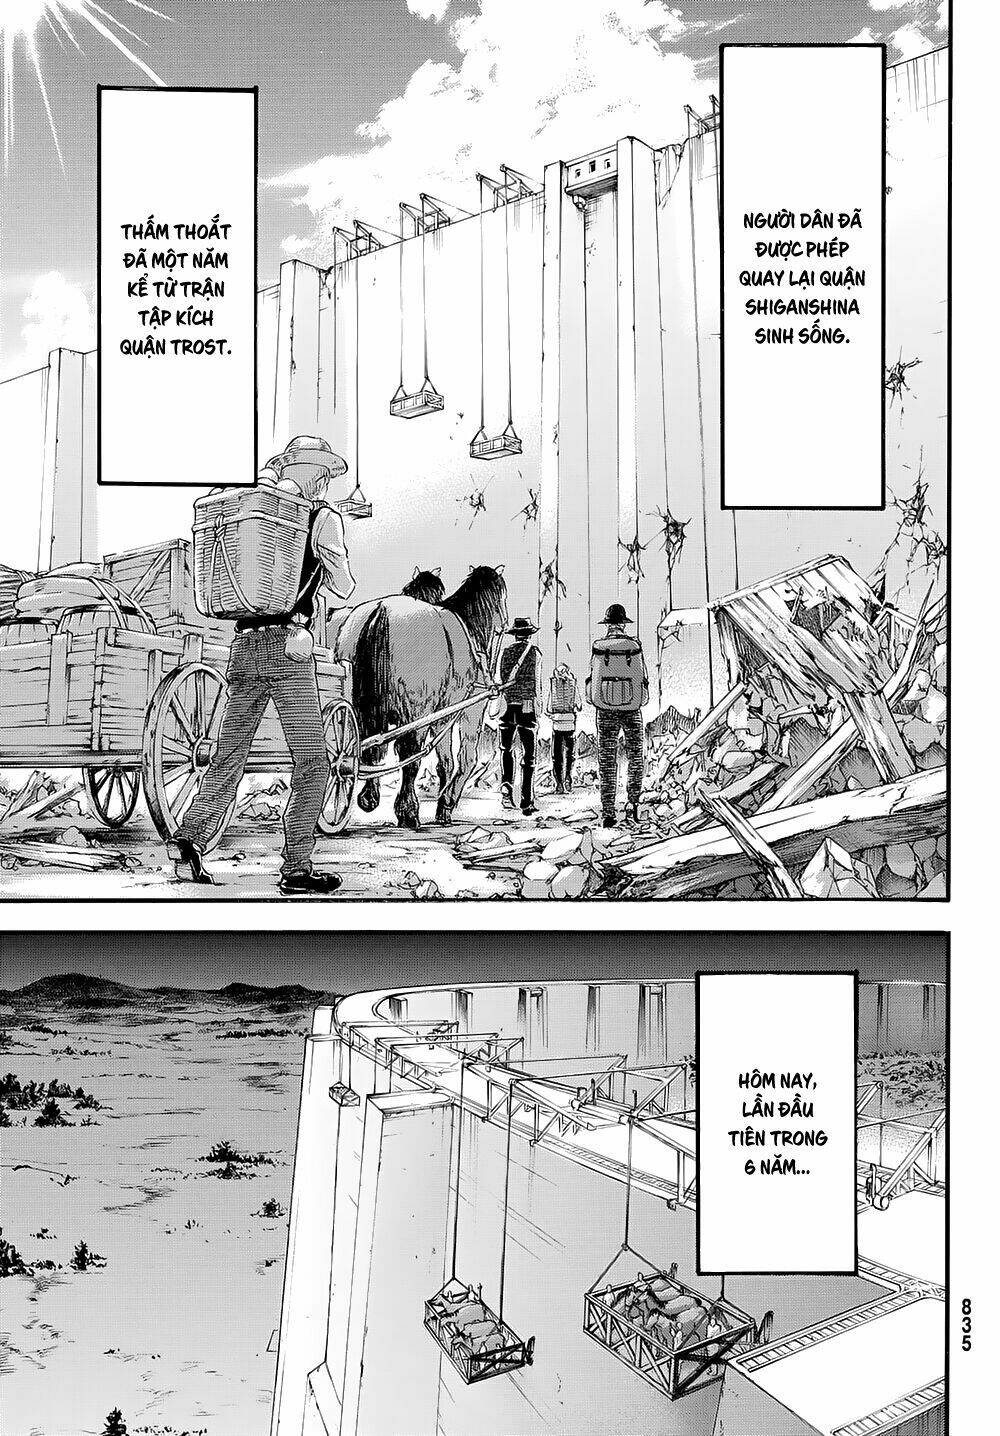 NGƯỜI DÂN ĐÃ
ĐƯỢC PHÉP
QUAY LẠI QUẬN
SHIGANSHINA
SINH SỐNG.
THẤM THOẮT
ĐÃ MỘT NĂM
KỂ TỪ TRẬN
TẬP KÍCH
QUẬN TROST.
HÔM NAY,
LẦN ĐẦU
TIÊN TRONG
6 NĂM...
835